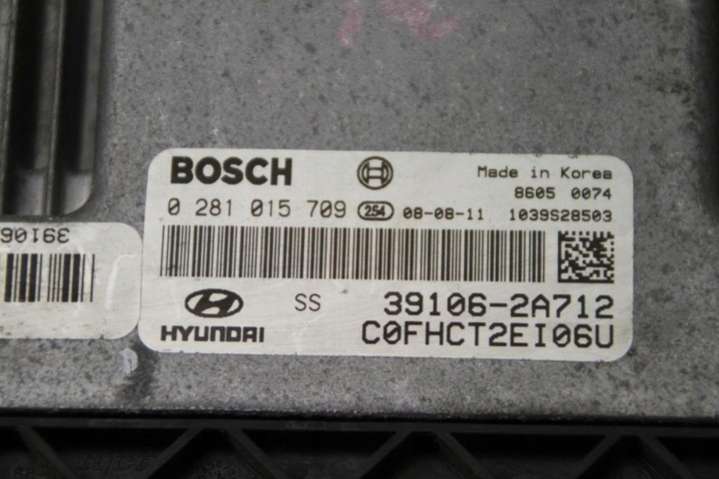 BOSCH Made in Korea
8605 0074
0 281 015 709 254 08-08-11 1039S28503
SS 39106-2A712
HYUNDAI C0FHCT2EI06U
39106